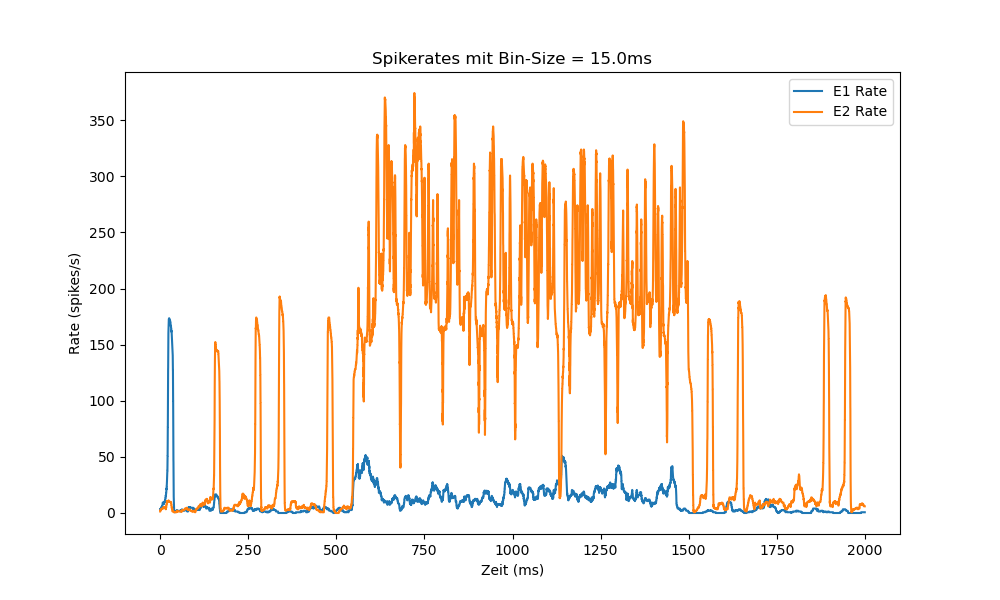 Spikerates mit Bin-Size = 15.0ms
E1 Rate
E2 Rate
Rate (spikes/s)
350
300
250
200
150
100
50
0
0 250 500 750 1000 1250 1500 1750 2000
Zeit (ms)